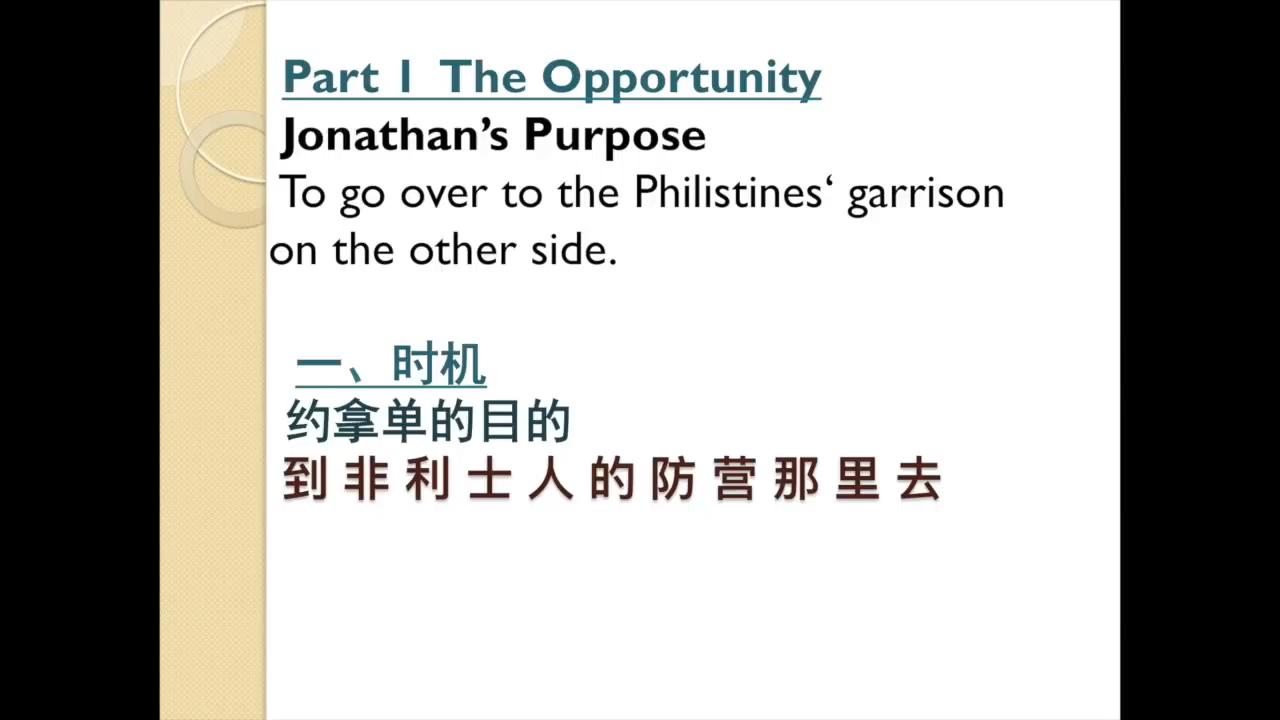 Part 1 The Opportunity
Jonathan’s Purpose
To go over to the Philistines‘ garrison
on the other side.
一、时机
约拿单的目的
到 非 利 士 人 的 防 营 那 里 去